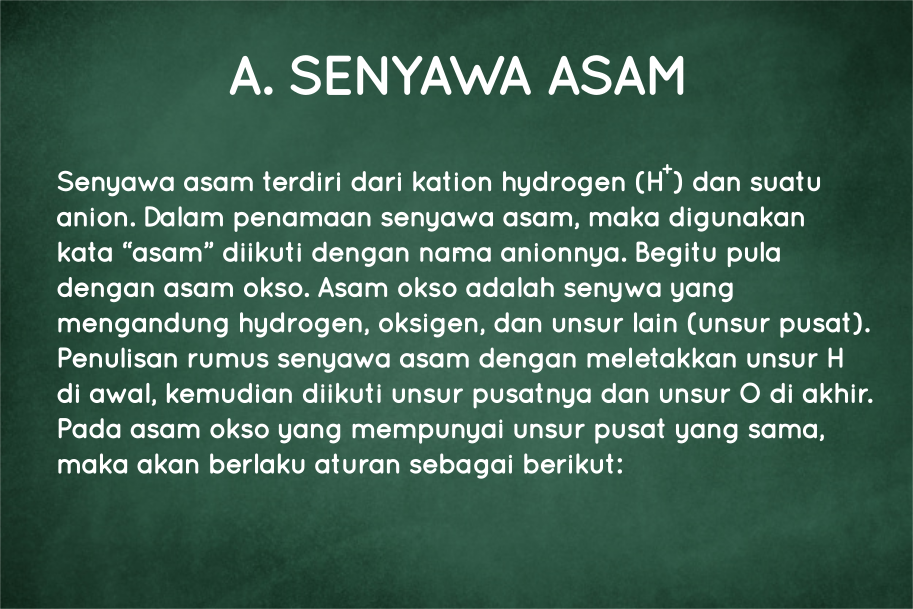 A. SENYAWA ASAM
Senyawa asam terdiri dari kation hydrogen (H⁺) dan suatu
anion. Dalam penamaan senyawa asam, maka digunakan
kata “asam” diikuti dengan nama anionnya. Begitu pula
dengan asam okso. Asam okso adalah senywa yang
mengandung hydrogen, oksigen, dan unsur lain (unsur pusat).
Penulisan rumus senyawa asam dengan meletakkan unsur H
di awal, kemudian diikuti unsur pusatnya dan unsur O di akhir.
Pada asam okso yang mempunyai unsur pusat yang sama,
maka akan berlaku aturan sebagai berikut: